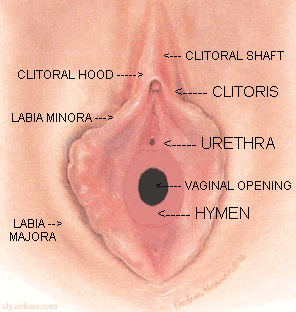 <--- CLITORAL SHAFT
CLITORAL HOOD ----->
<----- CLITORIS
LABIA MINORA -->
<----- URETHRA
<----- VAGINAL OPENING
<----- HYMEN
LABIA -->
MAJORA